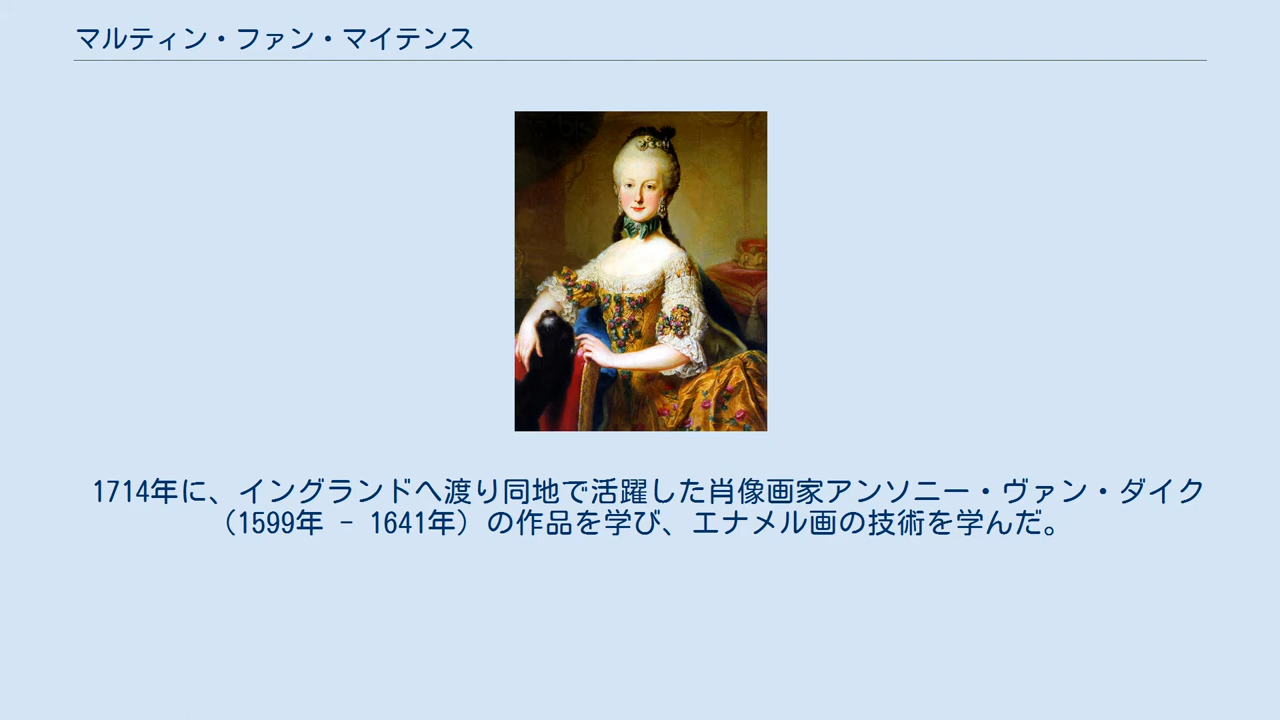 マルティン・ファン・マイテンス
1714年に、イングランドへ渡り同地で活躍した肖像画家アンソニー・ヴァン・ダイク
（1599年 - 1641年）の作品を学び、エナメル画の技術を学んだ。